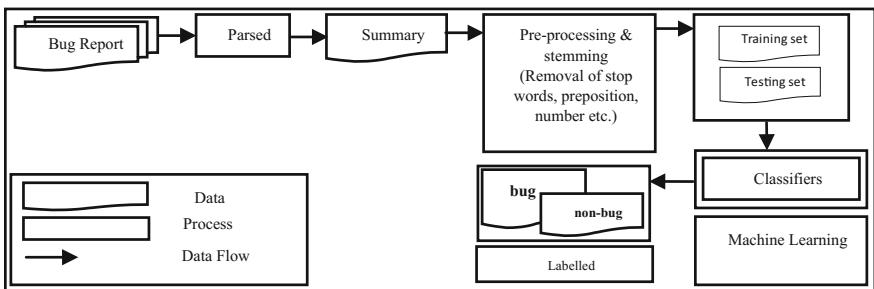 Bug Report
Parsed
Summary
Pre-processing &
stemming
(Removal of stop
words, preposition,
number etc.)
Training set
Testing set
Classifiers
Machine Learning
bug
non-bug
Labelled
Data
Process
Data Flow